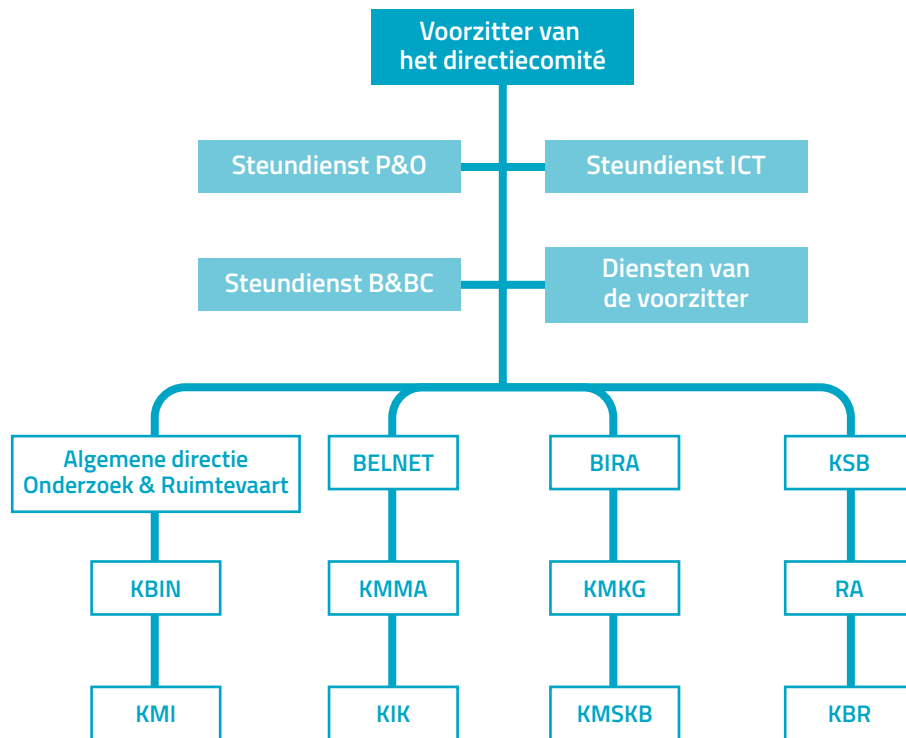 Voorzitter van
het directiecomité
Steundienst P&O
Steundienst ICT
Steundienst B&BC
Diensten van
de voorzitter
Algemene directie
Onderzoek & Ruimtevaart
BELNET
BIRA
KSB
KBIN
KMMA
KMKG
RA
KMI
KIK
KMSKB
KBR